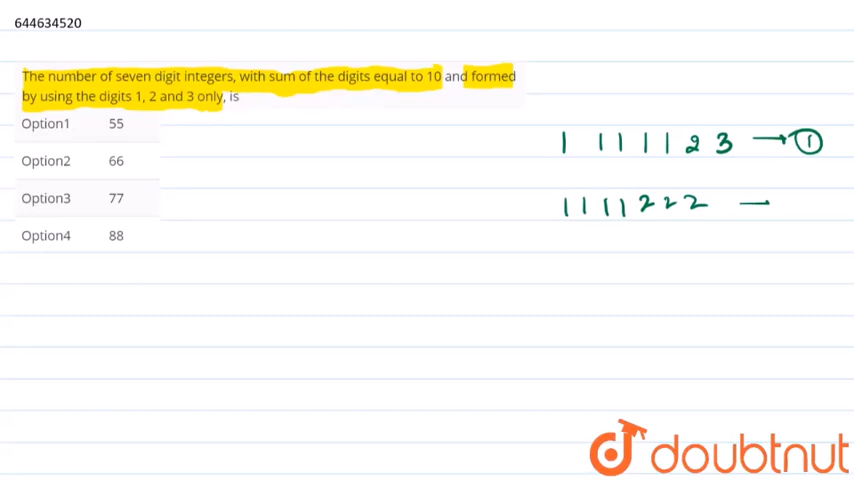 644634520
The number of seven digit integers, with sum of the digits equal to 10 and formed
by using the digits 1, 2 and 3 only, is
Option1 55
Option2 66
Option3 77
Option4 88
1 1 1 1 1 2 3 → 1
1 1 1 1 2 2 2 —
doubtnut